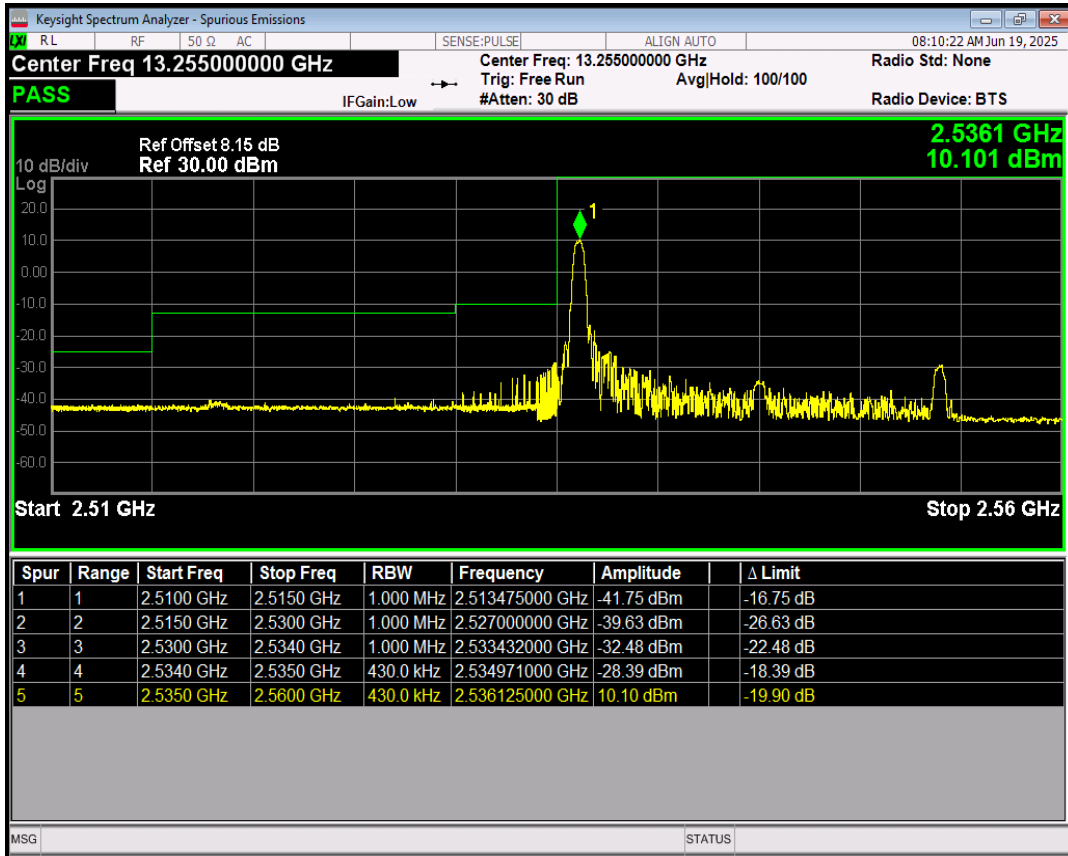 Keysight Spectrum Analyzer - Spurious Emissions
LXI RL RF 50 Ω AC SENSE:PULSE ALIGN AUTO 08:10:22 AM Jun 19, 2025
Center Freq 13.255000000 GHz Center Freq: 13.255000000 GHz Radio Std: None
Trig: Free Run Avg|Hold: 100/100
PASS IFGain:Low #Atten: 30 dB Radio Device: BTS
Ref Offset 8.15 dB 2.5361 GHz
10 dB/div Ref 30.00 dBm 10.101 dBm
Log
20.0 1
10.0
0.00
-10.0
-20.0
-30.0
-40.0
-50.0
-60.0
Start 2.51 GHz Stop 2.56 GHz
Spur Range Start Freq Stop Freq RBW Frequency Amplitude Δ Limit
1 1 2.5100 GHz 2.5150 GHz 1.000 MHz 2.513475000 GHz -41.75 dBm -16.75 dB
2 2 2.5150 GHz 2.5300 GHz 1.000 MHz 2.527000000 GHz -39.63 dBm -26.63 dB
3 3 2.5300 GHz 2.5340 GHz 1.000 MHz 2.533432000 GHz -32.48 dBm -22.48 dB
4 4 2.5340 GHz 2.5350 GHz 430.0 kHz 2.534971000 GHz -28.39 dBm -18.39 dB
5 5 2.5350 GHz 2.5600 GHz 430.0 kHz 2.536125000 GHz 10.10 dBm -19.90 dB
MSG STATUS